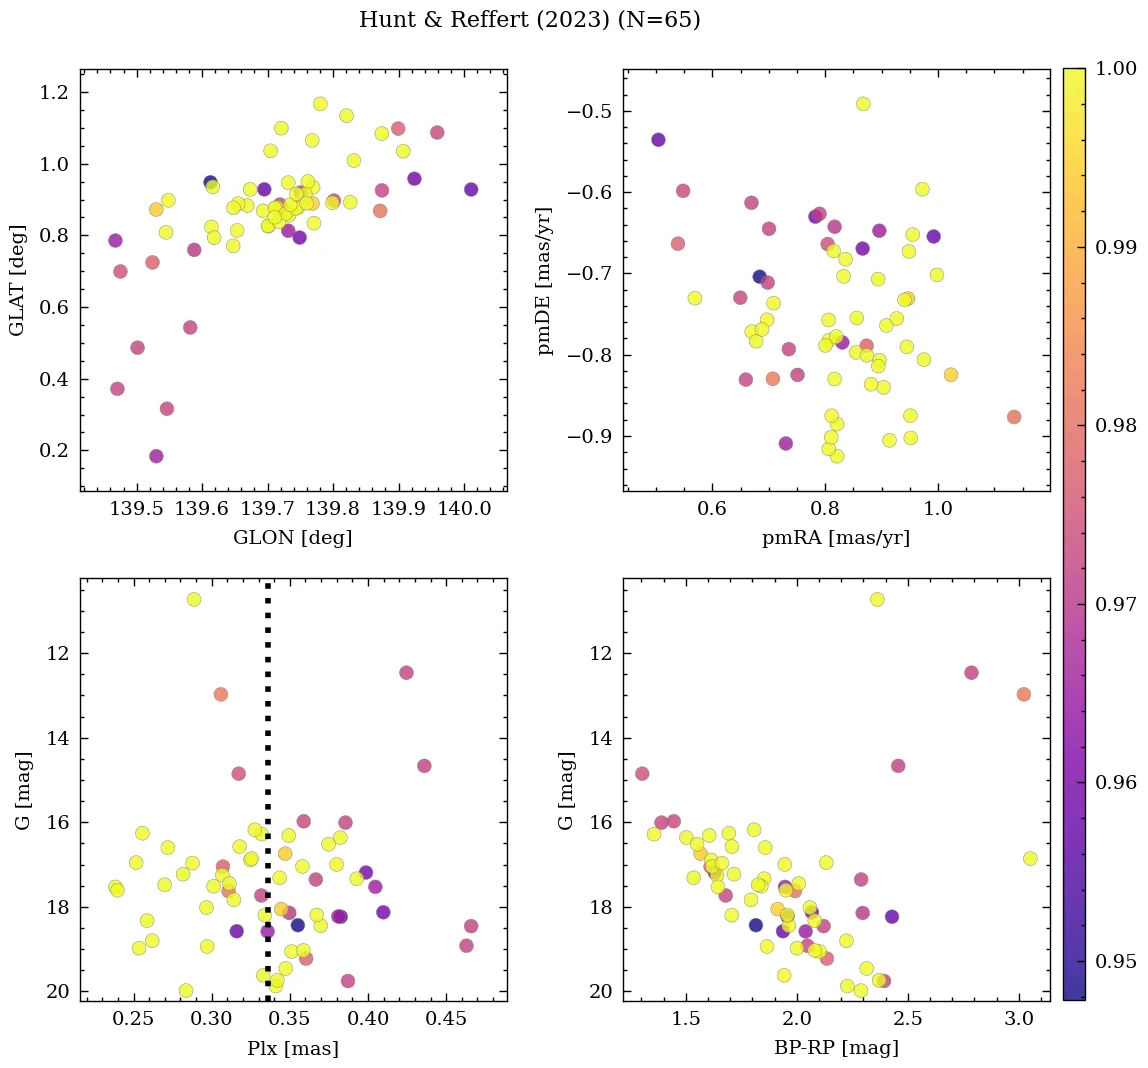 Hunt & Reffert (2023) (N=65)
1.2
1.0
0.8
0.6
0.4
0.2
GLAT [deg]
139.5 139.6 139.7 139.8 139.9 140.0
GLON [deg]
−0.5
−0.6
−0.7
−0.8
−0.9
pmDE [mas/yr]
0.6 0.8 1.0
pmRA [mas/yr]
12
14
16
18
20
G [mag]
0.25 0.30 0.35 0.40 0.45
Plx [mas]
12
14
16
18
20
G [mag]
1.5 2.0 2.5 3.0
BP-RP [mag]
1.00
0.99
0.98
0.97
0.96
0.95